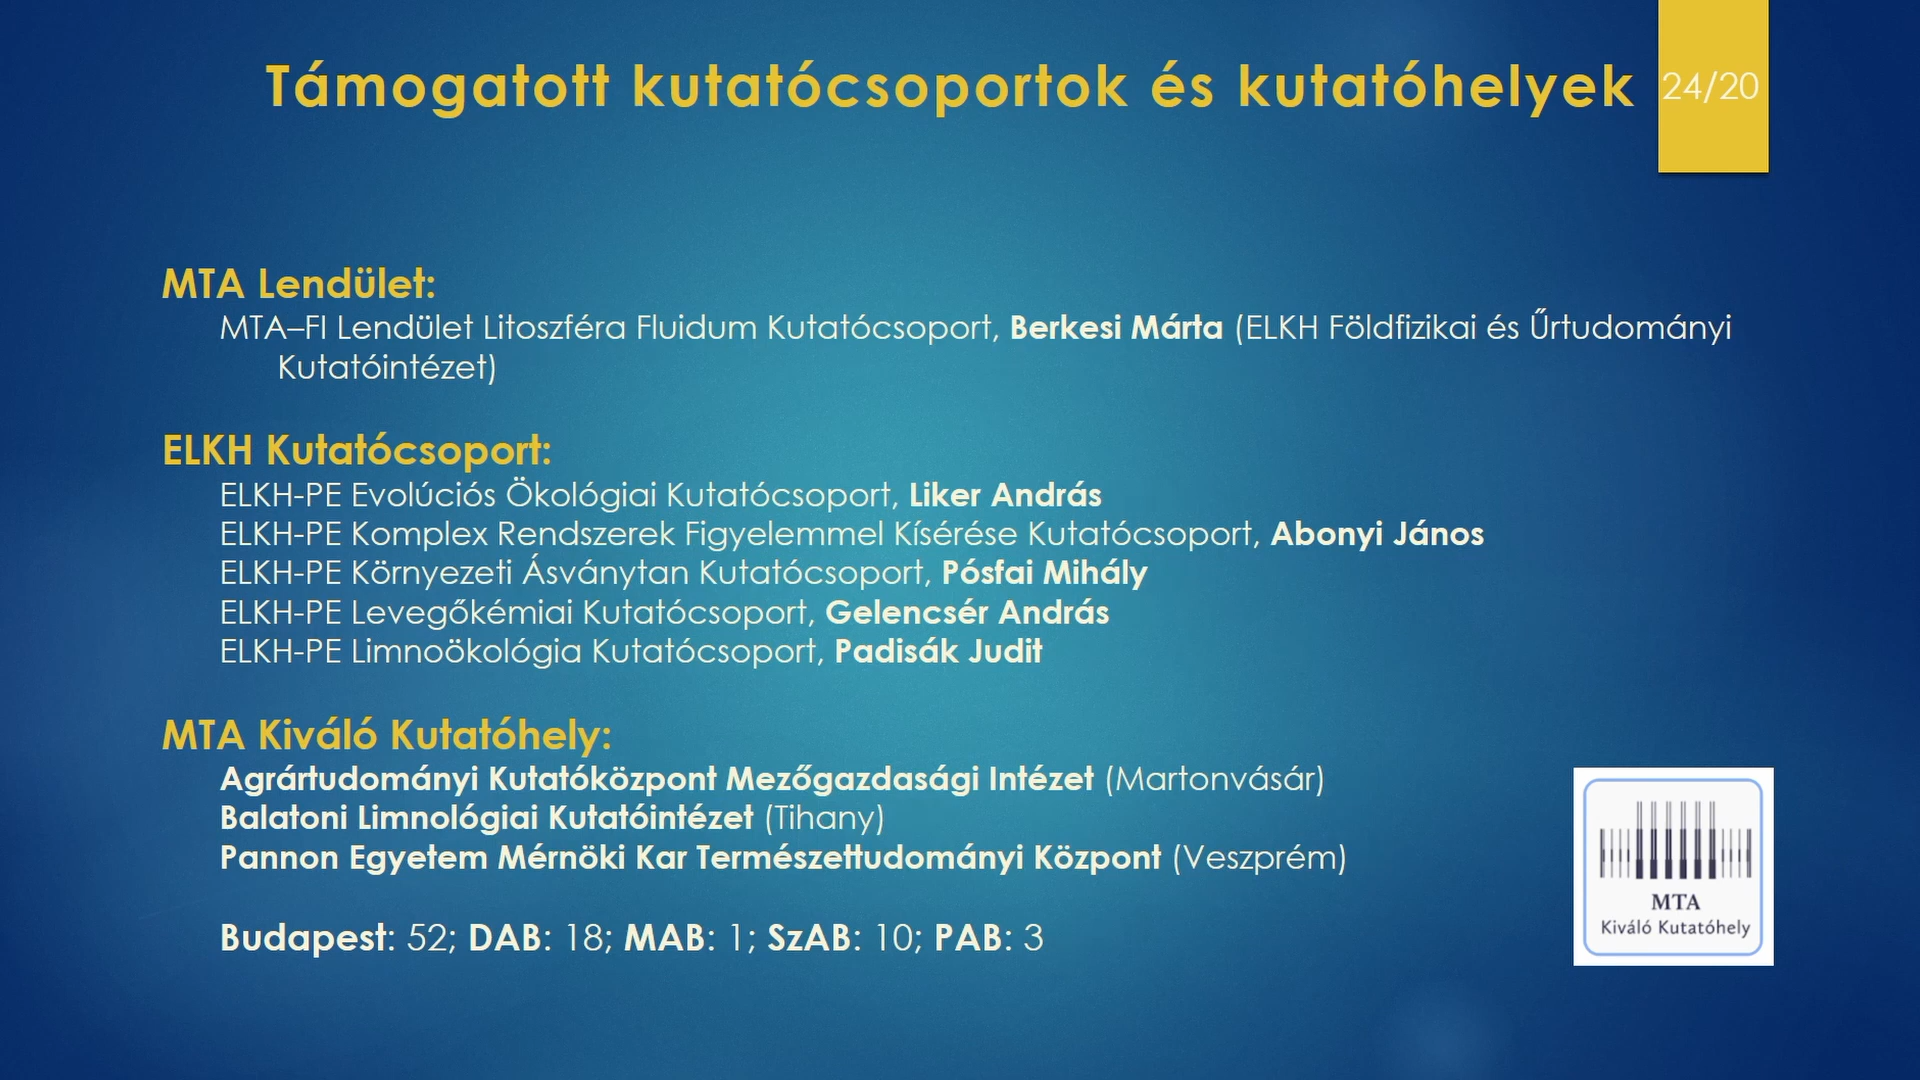 Támogatott kutatócsoportok és kutatóhelyek
24/20
MTA Lendület:
MTA–FI Lendület Litoszféra Fluidum Kutatócsoport, Berkesi Márta (ELKH Földfizikai és Űrtudományi
Kutatóintézet)
ELKH Kutatócsoport:
ELKH-PE Evolúciós Ökológiai Kutatócsoport, Liker András
ELKH-PE Komplex Rendszerek Figyelemmel Kísérése Kutatócsoport, Abonyi János
ELKH-PE Környezeti Ásványtan Kutatócsoport, Pósfai Mihály
ELKH-PE Levegőkémiai Kutatócsoport, Gelencsér András
ELKH-PE Limnoökológia Kutatócsoport, Padisák Judit
MTA Kiváló Kutatóhely:
Agrártudományi Kutatóközpont Mezőgazdasági Intézet (Martonvásár)
Balatoni Limnológiai Kutatóintézet (Tihany)
Pannon Egyetem Mérnöki Kar Természettudományi Központ (Veszprém)
Budapest: 52; DAB: 18; MAB: 1; SzAB: 10; PAB: 3
MTA
Kiváló Kutatóhely